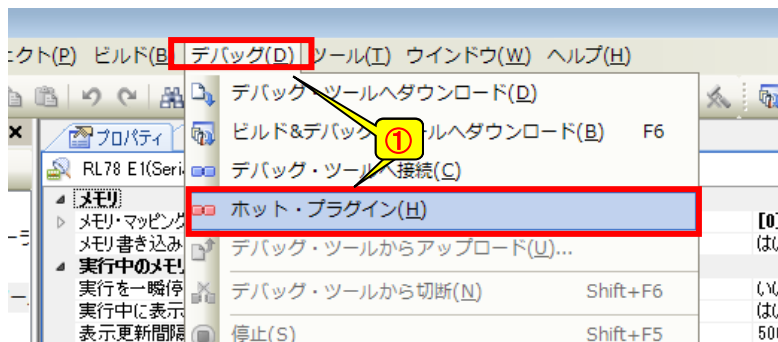 クト(P) ビルド(B) デバッグ(D) ツール(T) ウインドウ(W) ヘルプ(H)
デバッグ・ツールへダウンロード(D)
プロパティ
ビルド&デバッグ・ツールへダウンロード(B) F6
①
RL78 E1(Seri
デバッグ・ツールへ接続(C)
メモリ
ホット・プラグイン(H)
メモリ・マッピング
[0]
メモリ書き込み
デバッグ・ツールからアップロード(U)...
はい
実行中のメモリ
実行を一瞬停
デバッグ・ツールから切断(N) Shift+F6
いい
実行中に表示
はい
表示更新間隔
停止(S) Shift+F5
500